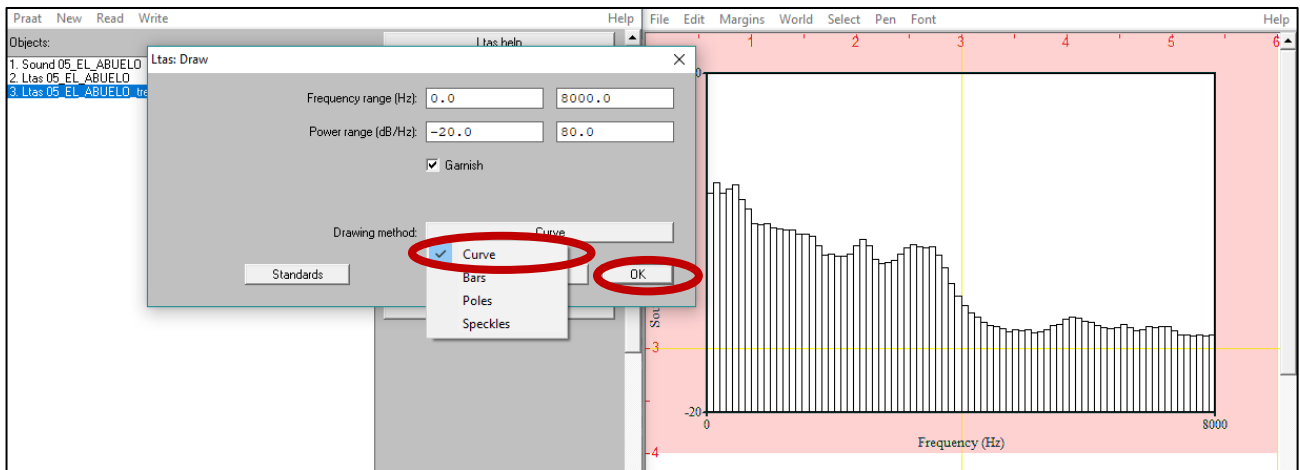 Praat New Read Write Help
Objects:
1. Sound 05_EL_ABUELO
2. Ltas 05_EL_ABUELO
3. Ltas 05_EL_ABUELO_tre
Ltas help
Ltas: Draw
Frequency range (Hz): 0.0 8000.0
Power range (dB/Hz): -20.0 80.0
Garnish
Drawing method: Curve
Curve
Bars
Poles
Speckles
Standards
OK
File Edit Margins World Select Pen Font Help
1 2 3 4 5 6
0
Sou
-3
-20
0 8000
Frequency (Hz)
-4